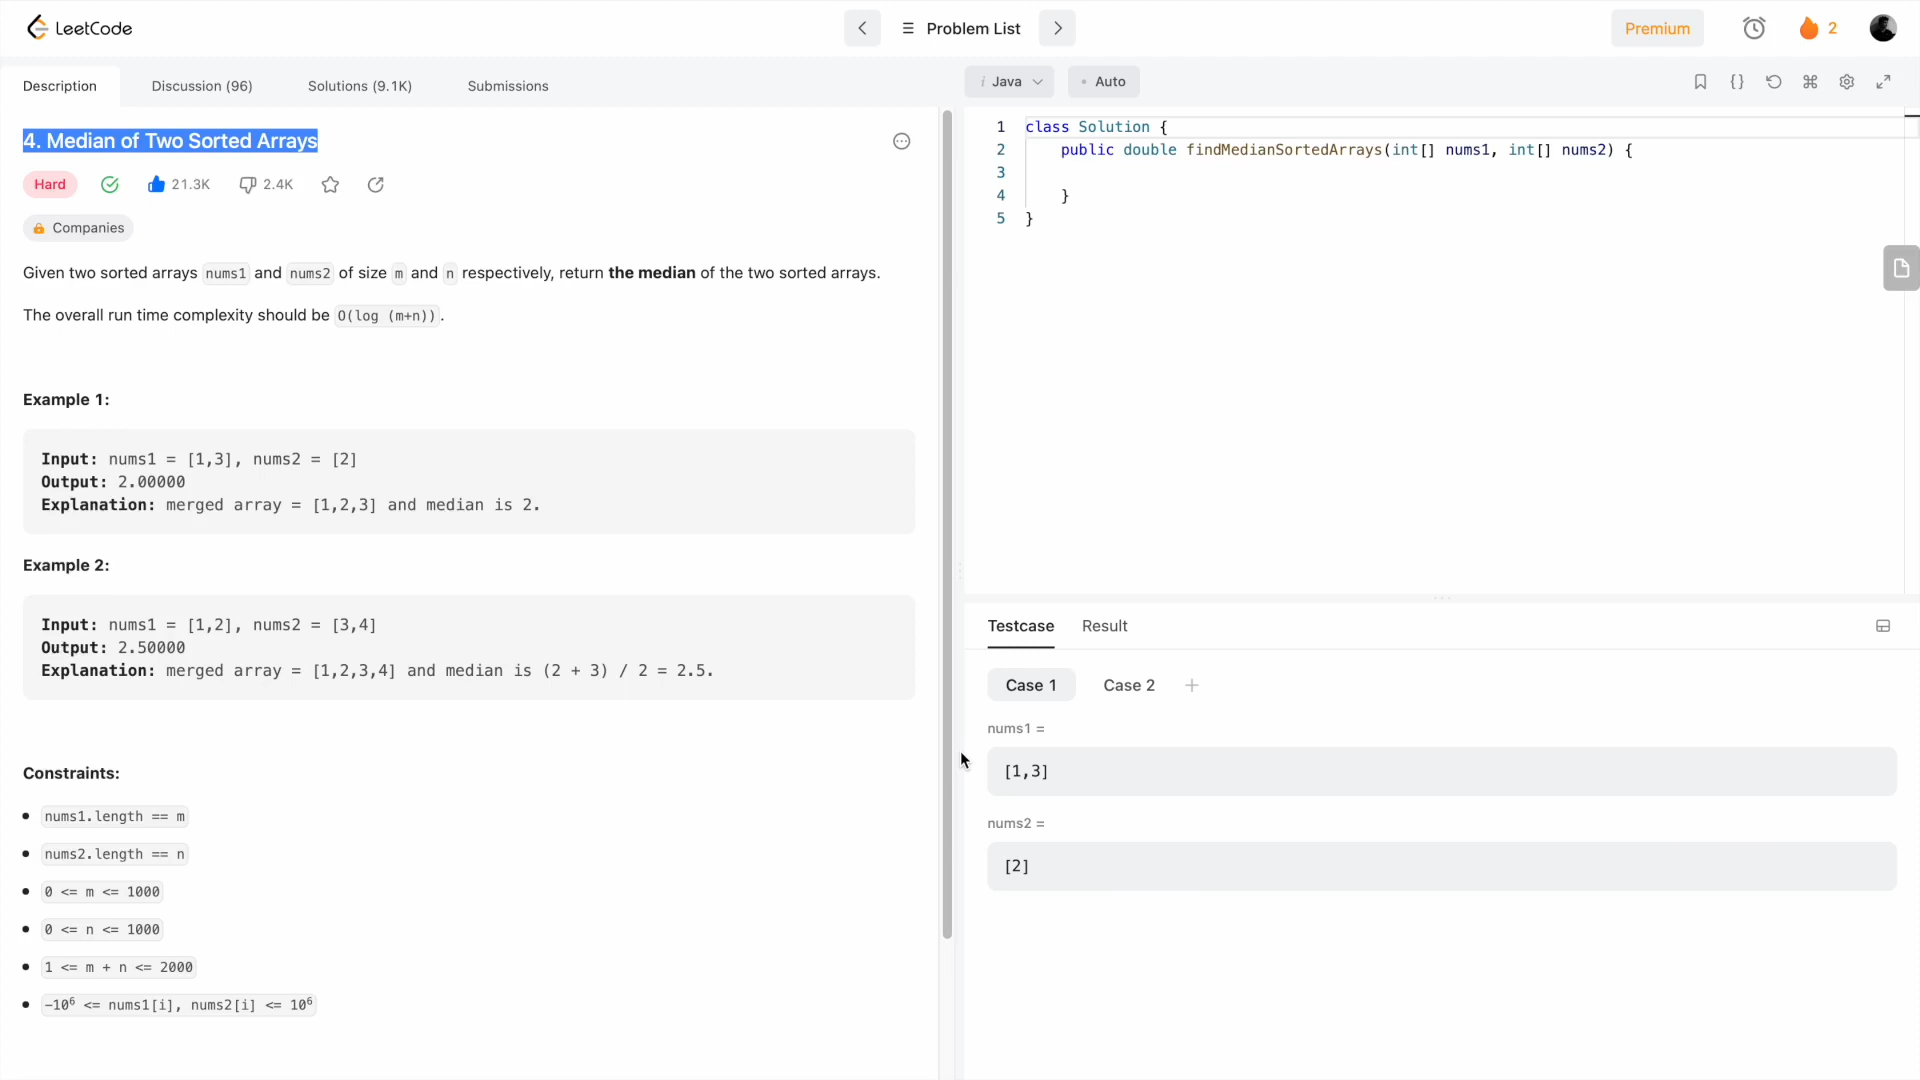 LeetCode
Problem List
Premium
2
Description
Discussion (96)
Solutions (9.1K)
Submissions
4. Median of Two Sorted Arrays
Hard
21.3K
2.4K
Companies
Given two sorted arrays nums1 and nums2 of size m and n respectively, return the median of the two sorted arrays.
The overall run time complexity should be O(log (m+n)).
Example 1:
Input: nums1 = [1,3], nums2 = [2]
Output: 2.00000
Explanation: merged array = [1,2,3] and median is 2.
Example 2:
Input: nums1 = [1,2], nums2 = [3,4]
Output: 2.50000
Explanation: merged array = [1,2,3,4] and median is (2 + 3) / 2 = 2.5.
Constraints:
• nums1.length == m
• nums2.length == n
• 0 <= m <= 1000
• 0 <= n <= 1000
• 1 <= m + n <= 2000
• -10⁶ <= nums1[i], nums2[i] <= 10⁶
i Java
• Auto
{}
1 class Solution {
2     public double findMedianSortedArrays(int[] nums1, int[] nums2) {
3
4     }
5 }
Testcase
Result
Case 1
Case 2
+
nums1 =
[1,3]
nums2 =
[2]